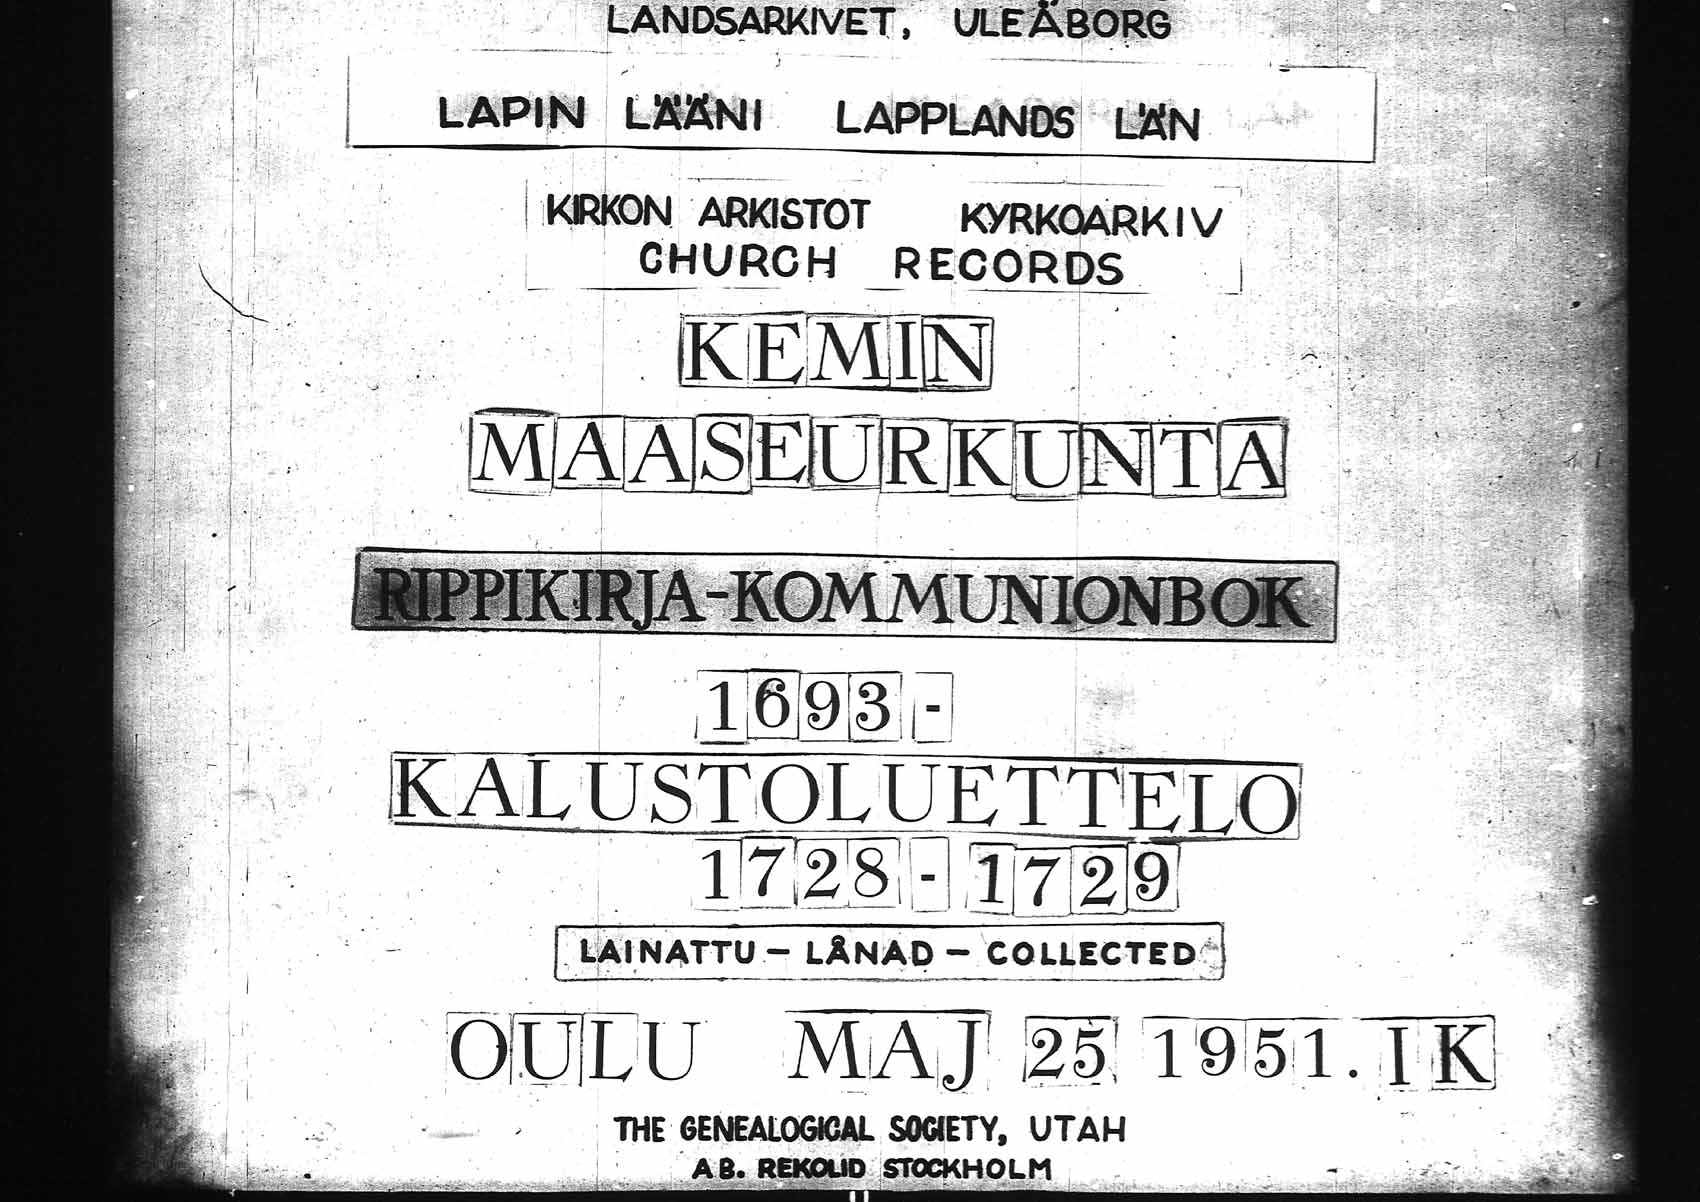 LANDSARKIVET, ULEÅBORG
LAPIN LÄÄNI LAPPLANDS LÄN
KIRKON ARKISTOT KYRKOARKIV
CHURCH RECORDS
KEMIN
MAASEURKUNTA
RIPPIKIRJA-KOMMUNIONBOK
1693-
KALUSTOLUETTELO
1728-1729
LAINATTU - LÅNAD - COLLECTED
OULU MAJ 25 1951. IK
THE GENEALOGICAL SOCIETY, UTAH
AB. REKOLID STOCKHOLM